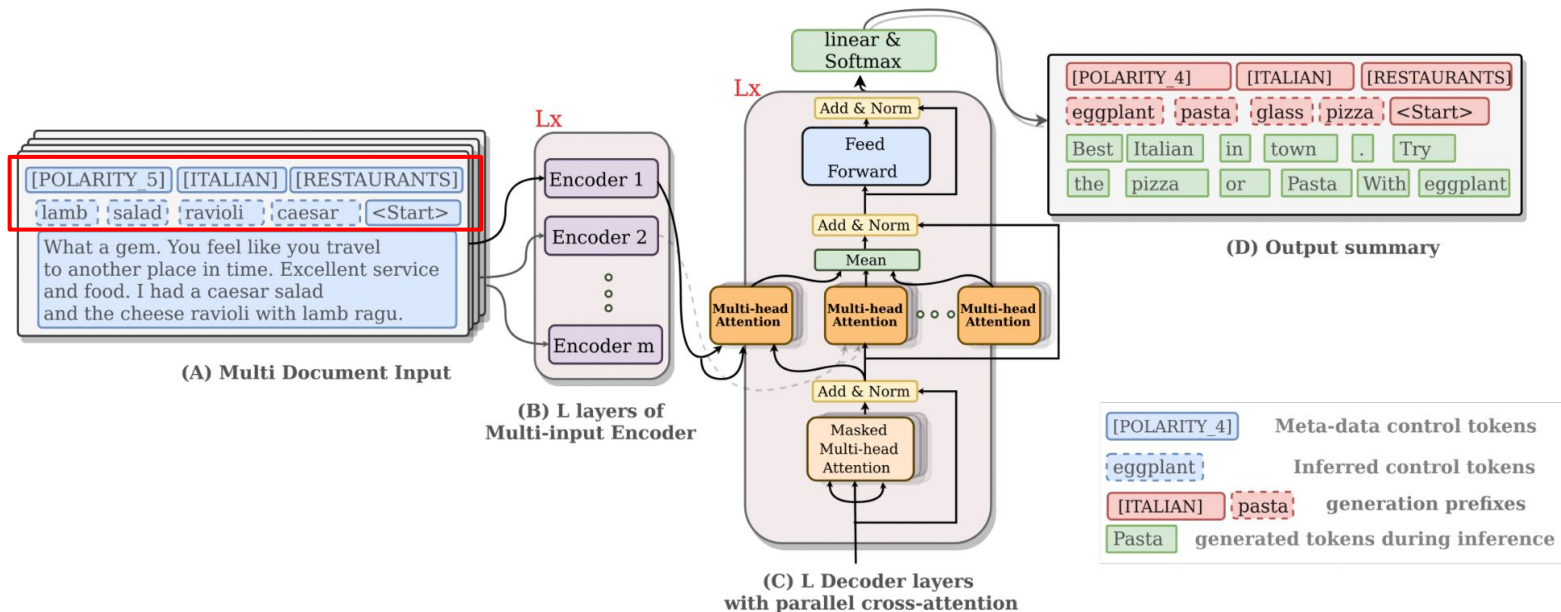 [POLARITY_5] [ITALIAN] [RESTAURANTS]
lamb salad ravioli caesar <Start>
What a gem. You feel like you travel
to another place in time. Excellent service
and food. I had a caesar salad
and the cheese ravioli with lamb ragu.
(A) Multi Document Input
Lx
Encoder 1
Encoder 2
Encoder m
(B) L layers of
Multi-input Encoder
linear &
Softmax
Lx
Add & Norm
Feed
Forward
Add & Norm
Mean
Multi-head
Attention
Multi-head
Attention
Multi-head
Attention
Add & Norm
Masked
Multi-head
Attention
(C) L Decoder layers
with parallel cross-attention
[POLARITY_4] [ITALIAN] [RESTAURANTS]
eggplant pasta glass pizza <Start>
Best Italian in town . Try
the pizza or Pasta With eggplant
(D) Output summary
[POLARITY_4] Meta-data control tokens
eggplant Inferred control tokens
[ITALIAN] pasta generation prefixes
Pasta generated tokens during inference